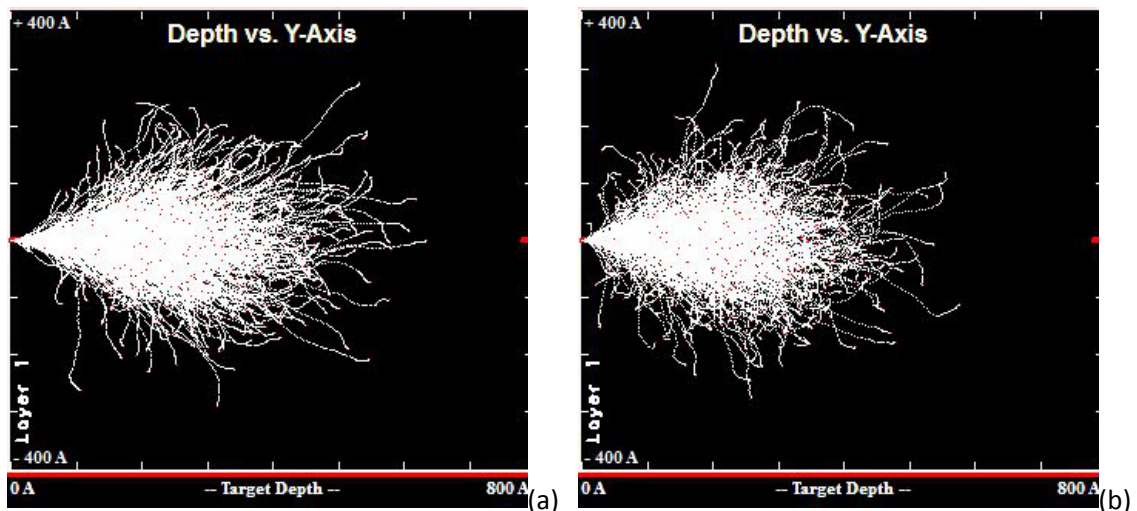 + 400 A
Depth vs. Y-Axis
Layer 1
- 400 A
0 A
-- Target Depth --
800 A
(a)
+ 400 A
Depth vs. Y-Axis
Layer 1
- 400 A
0 A
-- Target Depth --
800 A
(b)